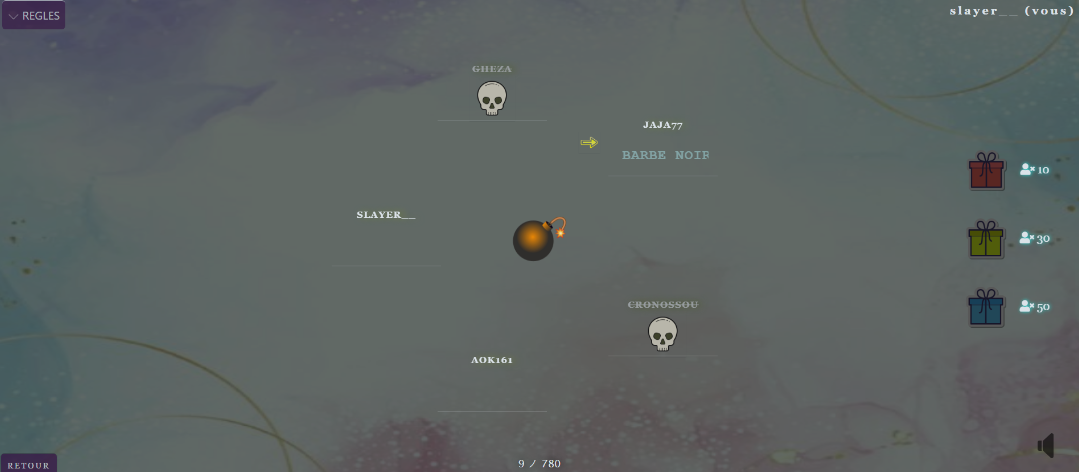 REGLES
slayer__ (vous)
GHEZA
JAJA77
BARBE NOIR
10
SLAYER__
30
CRONOSSOU
50
AOK161
9 / 780
RETOUR